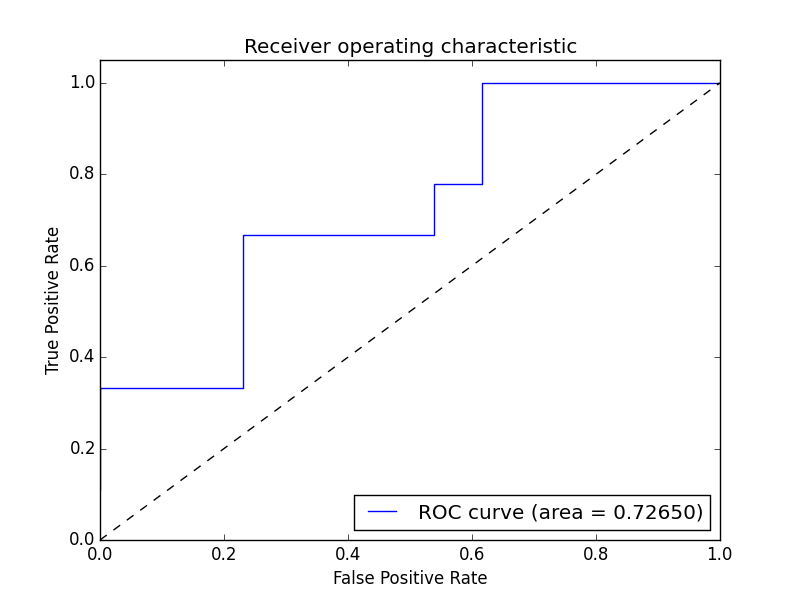 Receiver operating characteristic
1.0
0.8
0.6
0.4
0.2
0.0
True Positive Rate
ROC curve (area = 0.72650)
0.0 0.2 0.4 0.6 0.8 1.0
False Positive Rate